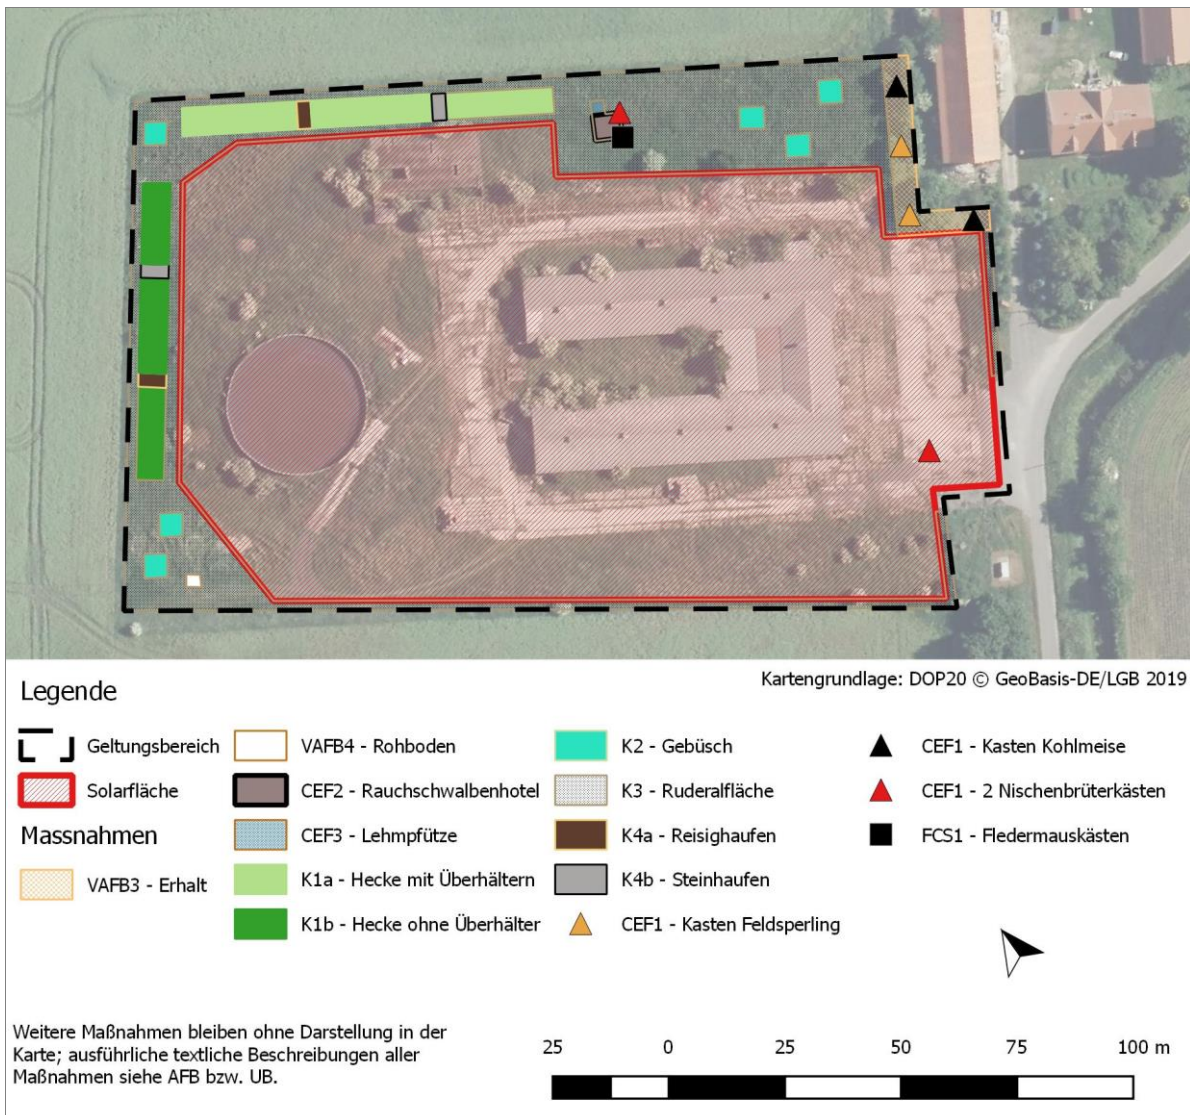 Kartengrundlage: DOP20 © GeoBasis-DE/LGB 2019
Legende
Geltungsbereich
Solarfläche
Massnahmen
VAFB3 - Erhalt
VAFB4 - Rohboden
CEF2 - Rauchschwalbenhotel
CEF3 - Lehmpfütze
K1a - Hecke mit Überhältern
K1b - Hecke ohne Überhälter
K2 - Gebüsch
K3 - Ruderalfläche
K4a - Reisighaufen
K4b - Steinhaufen
CEF1 - Kasten Feldsperling
CEF1 - Kasten Kohlmeise
CEF1 - 2 Nischenbrüterkästen
FCS1 - Fledermauskästen
Weitere Maßnahmen bleiben ohne Darstellung in der
Karte; ausführliche textliche Beschreibungen aller
Maßnahmen siehe AFB bzw. UB.
25 0 25 50 75 100 m